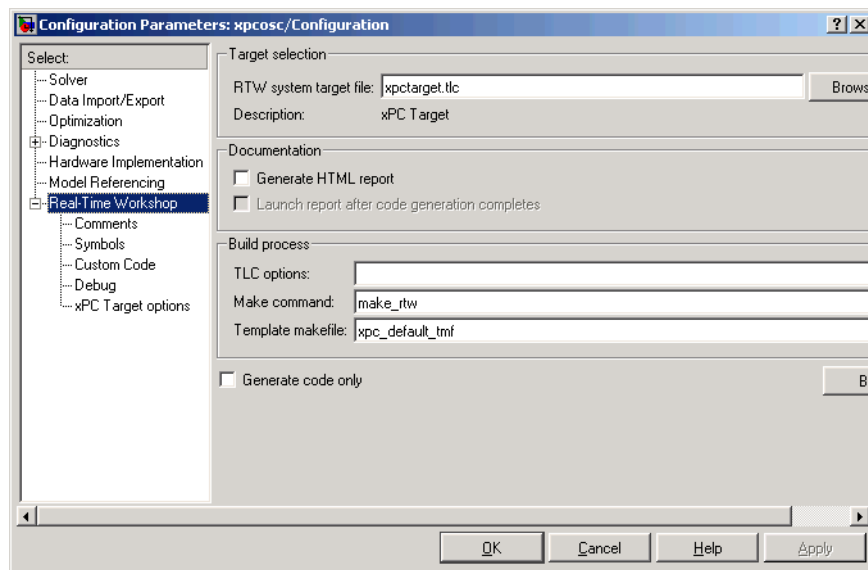 Configuration Parameters: xpcosc/Configuration
Select:
Solver
Data Import/Export
Optimization
Diagnostics
Hardware Implementation
Model Referencing
Real-Time Workshop
Comments
Symbols
Custom Code
Debug
xPC Target options
Target selection
RTW system target file: xpctarget.tlc Brows
Description: xPC Target
Documentation
Generate HTML report
Launch report after code generation completes
Build process
TLC options:
Make command: make_rtw
Template makefile: xpc_default_tmf
Generate code only B
OK Cancel Help Apply